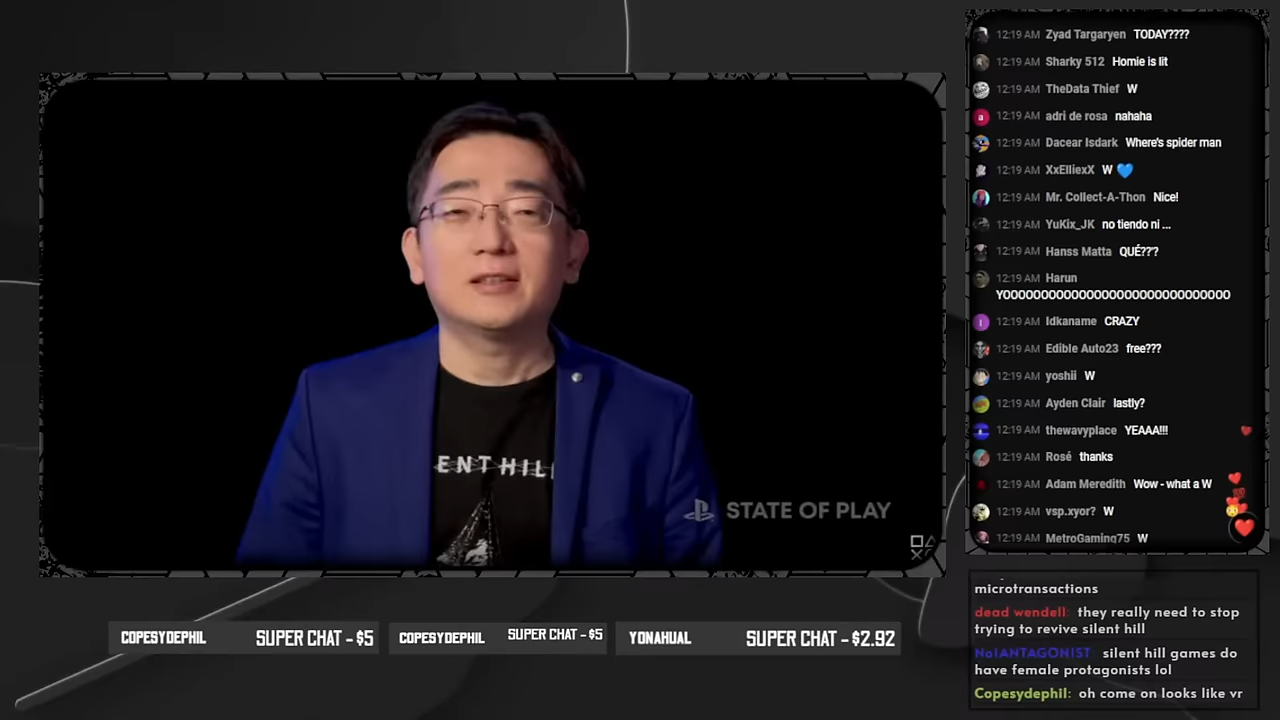 ENT HIL
STATE OF PLAY
COPESYDEPHIL SUPER CHAT - $5
COPESYDEPHIL SUPER CHAT - $5
YONAHUAL SUPER CHAT - $2.92
12:19 AM Zyad Targaryen TODAY????
12:19 AM Sharky 512 Homie is lit
12:19 AM TheData Thief W
12:19 AM adri de rosa nahaha
12:19 AM Dacear Isdark Where's spider man
12:19 AM XxElliexX W 💙
12:19 AM Mr. Collect-A-Thon Nice!
12:19 AM YuKix_JK no tiendo ni ...
12:19 AM Hanss Matta QUÉ??'?
12:19 AM Harun
YOOOOOOOOOOOOOOOOOOOOOOOOOOOOOO
12:19 AM Idkaname CRAZY
12:19 AM Edible Auto23 free???
12:19 AM yoshii W
12:19 AM Ayden Clair lastly?
12:19 AM thewavyplace YEAAA!!!
12:19 AM Rosé thanks
12:19 AM Adam Meredith Wow - what a W
12:19 AM vsp.xyor? W
12:19 AM MetroGaming75 W
microtransactions
dead wendell: they really need to stop
trying to revive silent hill
No1ANTAGONIST: silent hill games do
have female protagonists lol
Copesydephil: oh come on looks like vr